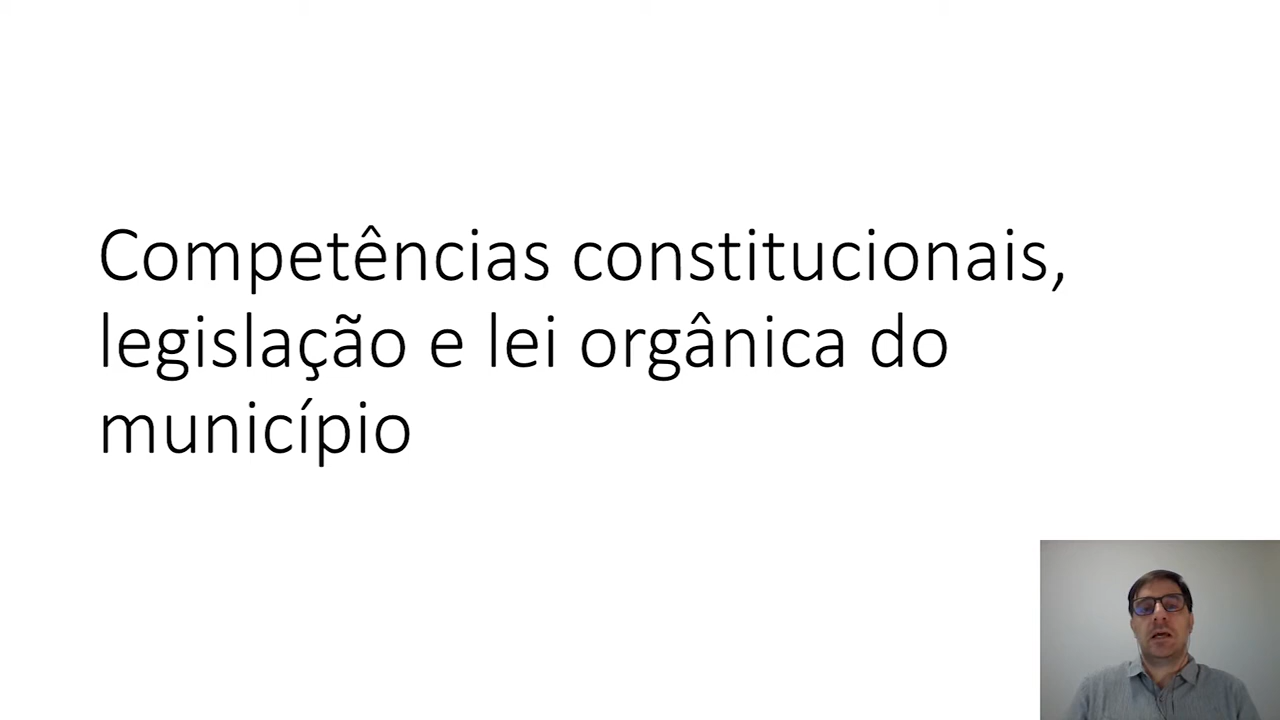 Competências constitucionais,
legislação e lei orgânica do
município